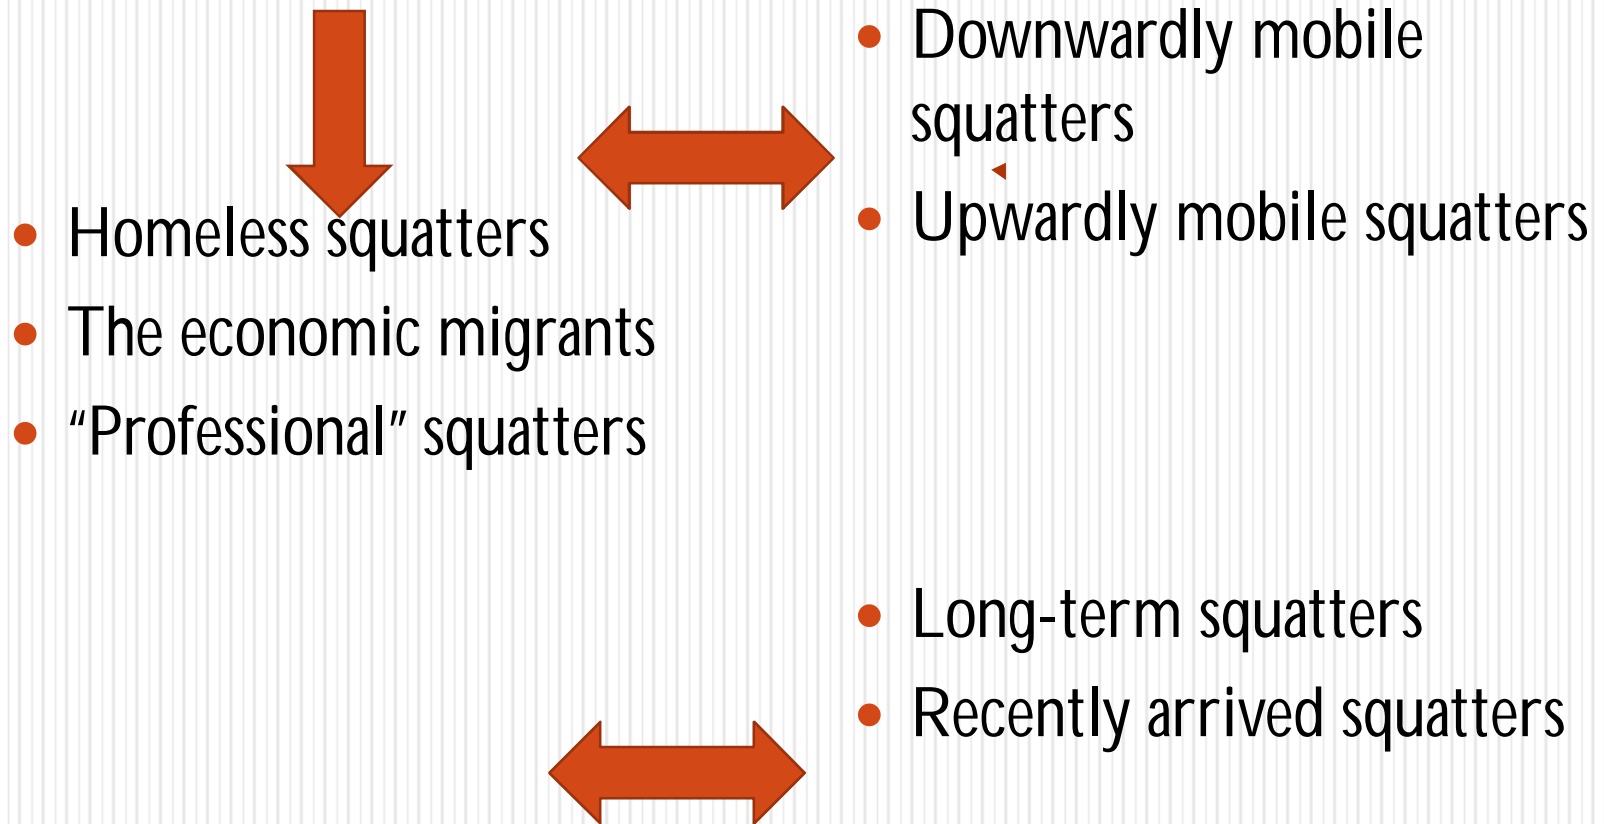 • Downwardly mobile
squatters
• Upwardly mobile squatters
• Homeless squatters
• The economic migrants
• “Professional” squatters
• Long-term squatters
• Recently arrived squatters